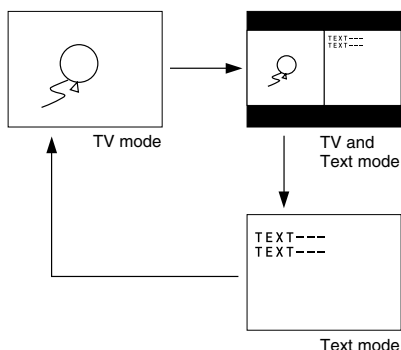 TEXT---
TEXT---
TV mode
TV and
Text mode
TEXT---
TEXT---
Text mode